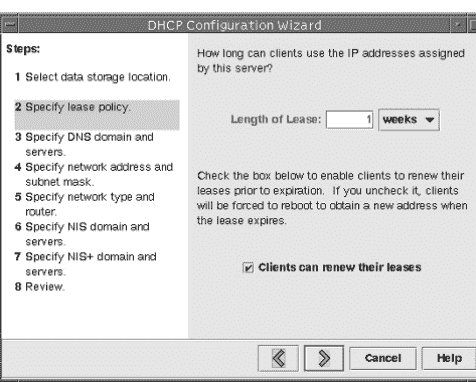 DHCP Configuration Wizard
Steps:
1 Select data storage location.
2 Specify lease policy.
3 Specify DNS domain and
servers.
4 Specify network address and
subnet mask.
5 Specify network type and
router.
6 Specify NIS domain and
servers.
7 Specify NIS+ domain and
servers.
8 Review.
How long can clients use the IP addresses assigned
by this server?
Length of Lease: 1 weeks
Check the box below to enable clients to renew their
leases prior to expiration. If you uncheck it, clients
will be forced to reboot to obtain a new address when
the lease expires.
Clients can renew their leases
Cancel Help